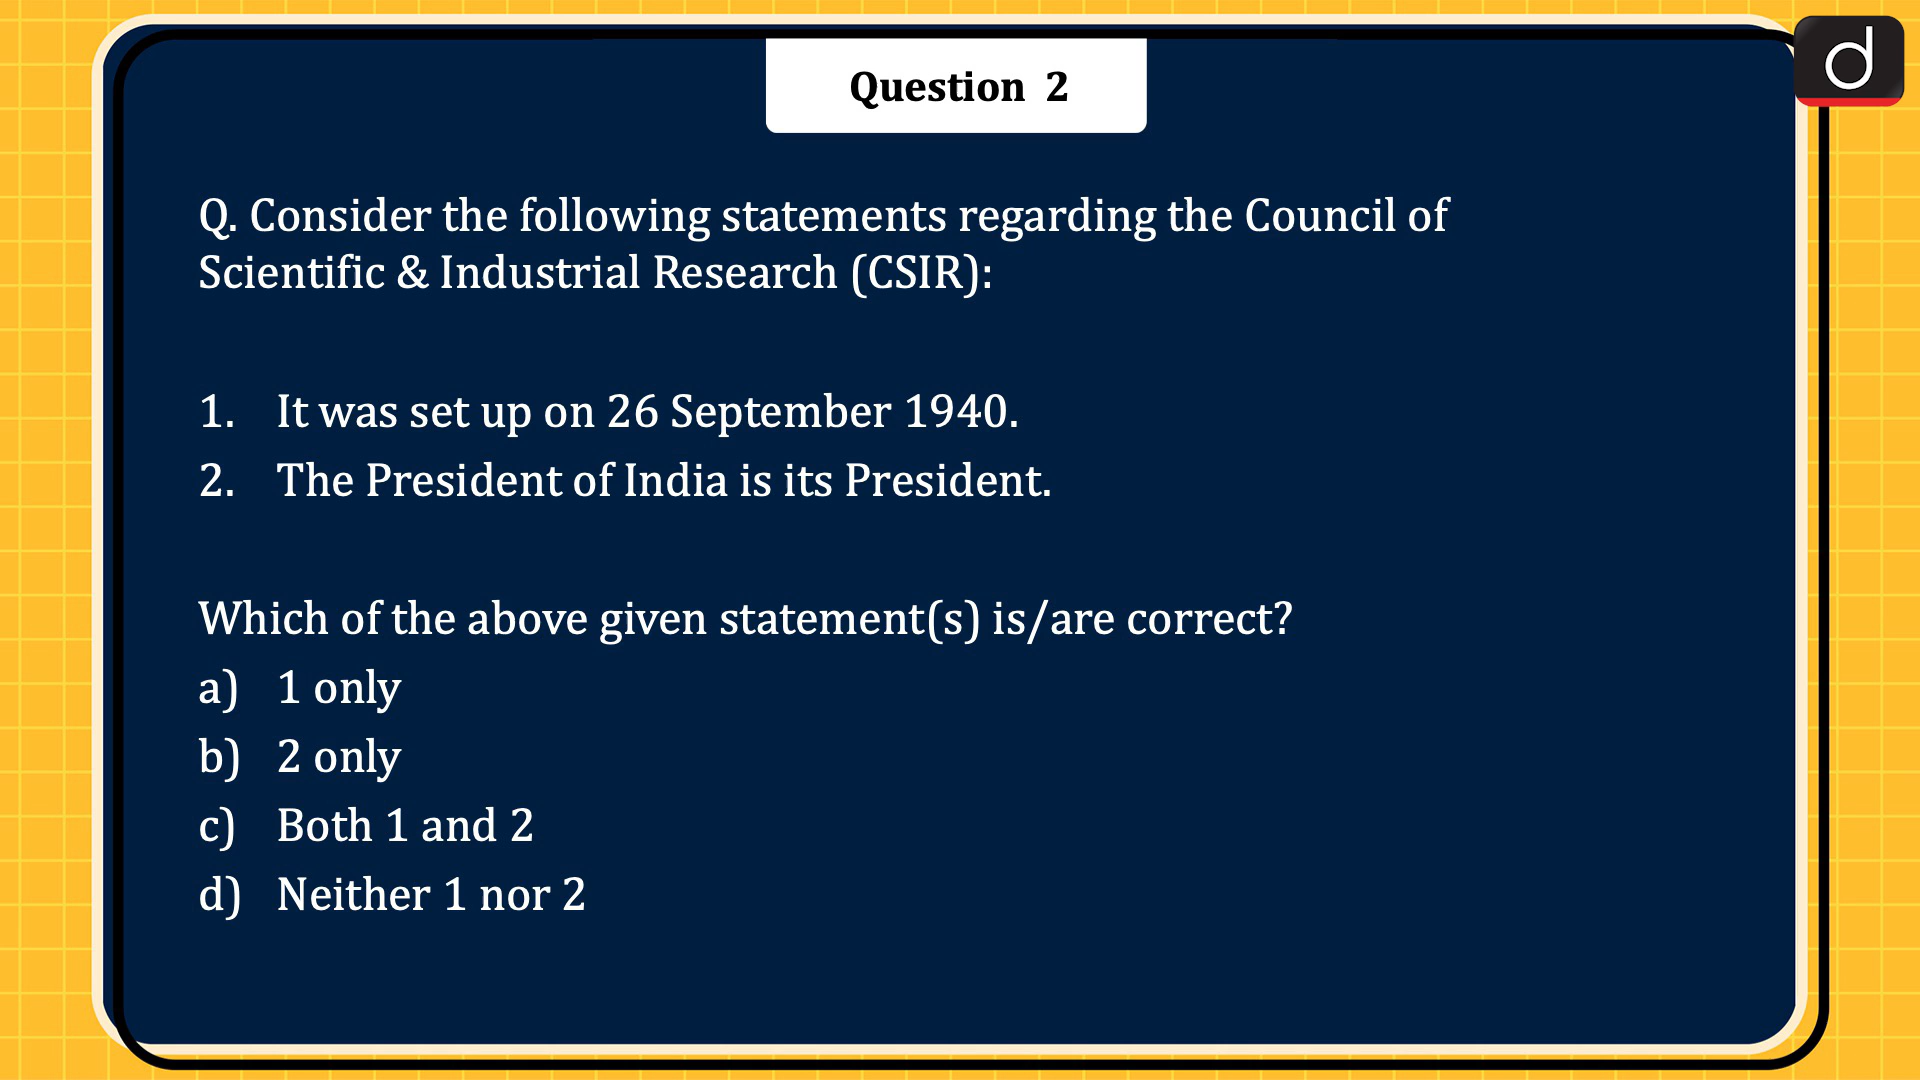 Question 2
Q. Consider the following statements regarding the Council of
Scientific & Industrial Research (CSIR):
1. It was set up on 26 September 1940.
2. The President of India is its President.
Which of the above given statement(s) is/are correct?
a) 1 only
b) 2 only
c) Both 1 and 2
d) Neither 1 nor 2